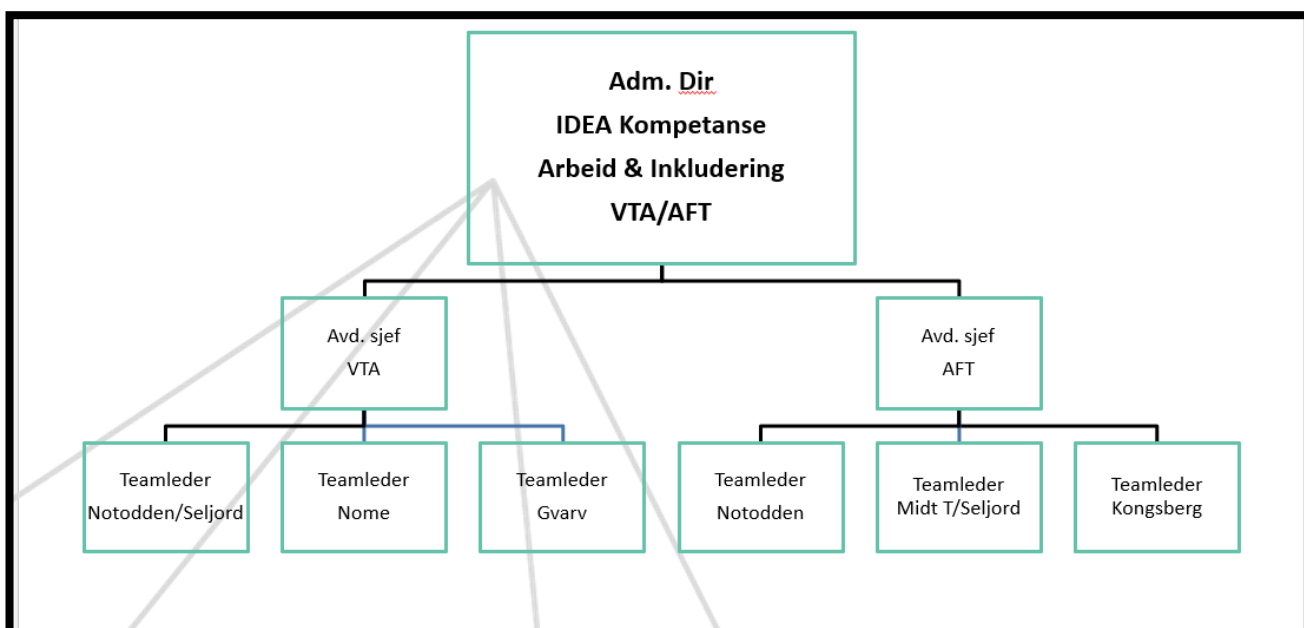 Adm. Dir
IDEA Kompetanse
Arbeid & Inkludering
VTA/AFT
Avd. sjef
VTA
Avd. sjef
AFT
Teamleder
Notodden/Seljord
Teamleder
Nome
Teamleder
Gvarv
Teamleder
Notodden
Teamleder
Midt T/Seljord
Teamleder
Kongsberg